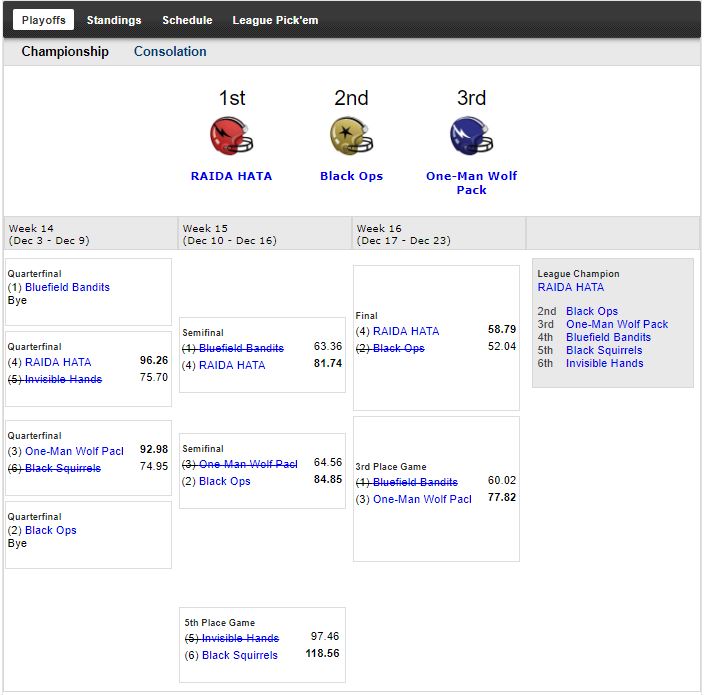 Playoffs Standings Schedule League Pick'em
Championship Consolation
1st 2nd 3rd
RAIDA HATA Black Ops One-Man Wolf
Pack
Week 14
(Dec 3 - Dec 9)
Week 15
(Dec 10 - Dec 16)
Week 16
(Dec 17 - Dec 23)
Quarterfinal
(1) Bluefield Bandits
Bye
Quarterfinal
(4) RAIDA HATA 96.26
(5) Invisible Hands 75.70
Quarterfinal
(3) One-Man Wolf Pacl 92.98
(6) Black Squirrels 74.95
Quarterfinal
(2) Black Ops
Bye
Semifinal
(1) Bluefield Bandits 63.36
(4) RAIDA HATA 81.74
Semifinal
(3) One-Man Wolf Pacl 64.56
(2) Black Ops 84.85
5th Place Game
(5) Invisible Hands 97.46
(6) Black Squirrels 118.56
Final
(4) RAIDA HATA 58.79
(2) Black Ops 52.04
3rd Place Game
(1) Bluefield Bandits 60.02
(3) One-Man Wolf Pacl 77.82
League Champion
RAIDA HATA
2nd Black Ops
3rd One-Man Wolf Pack
4th Bluefield Bandits
5th Black Squirrels
6th Invisible Hands